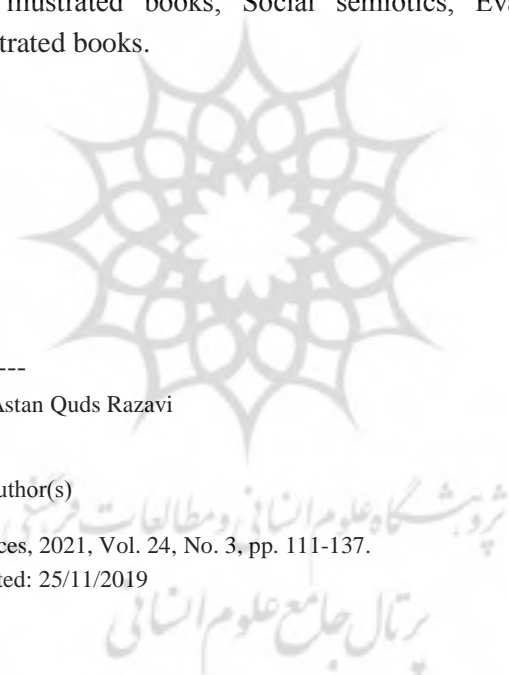 illustrated books, Social semiotics,
trated books.
---
Astan Quds Razavi
uthor(s)
پژوهشگاه علوم انسانی و مطالعات فرهنگی
ces, 2021, Vol. 24, No. 3, pp. 111-137.
ted: 25/11/2019
پرتال جامع علوم انسانی